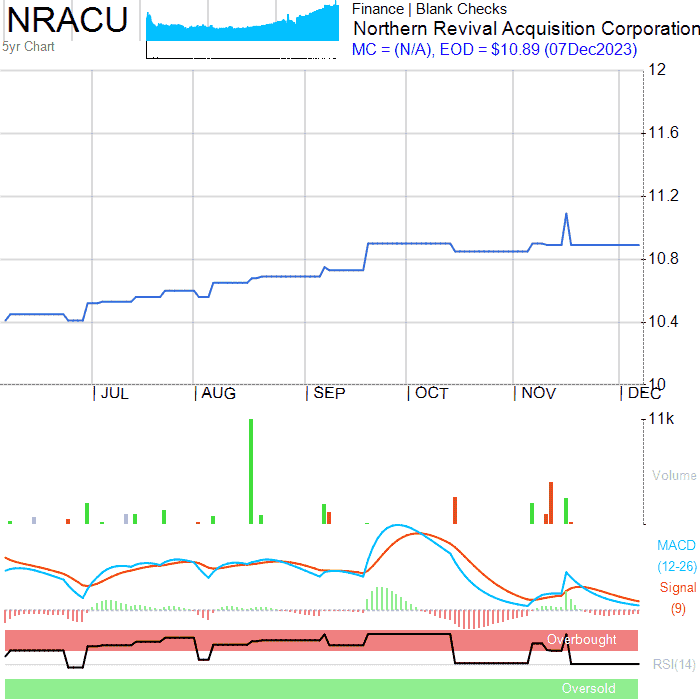 NRACU
5yr Chart
Finance | Blank Checks
Northern Revival Acquisition Corporation
MC = (N/A), EOD = $10.89 (07Dec2023)
12
11.6
11.2
10.8
10.4
10
JUL AUG SEP OCT NOV DEC
11k
Volume
MACD
(12-26)
Signal
(9)
Overbought
RSI(14)
Oversold